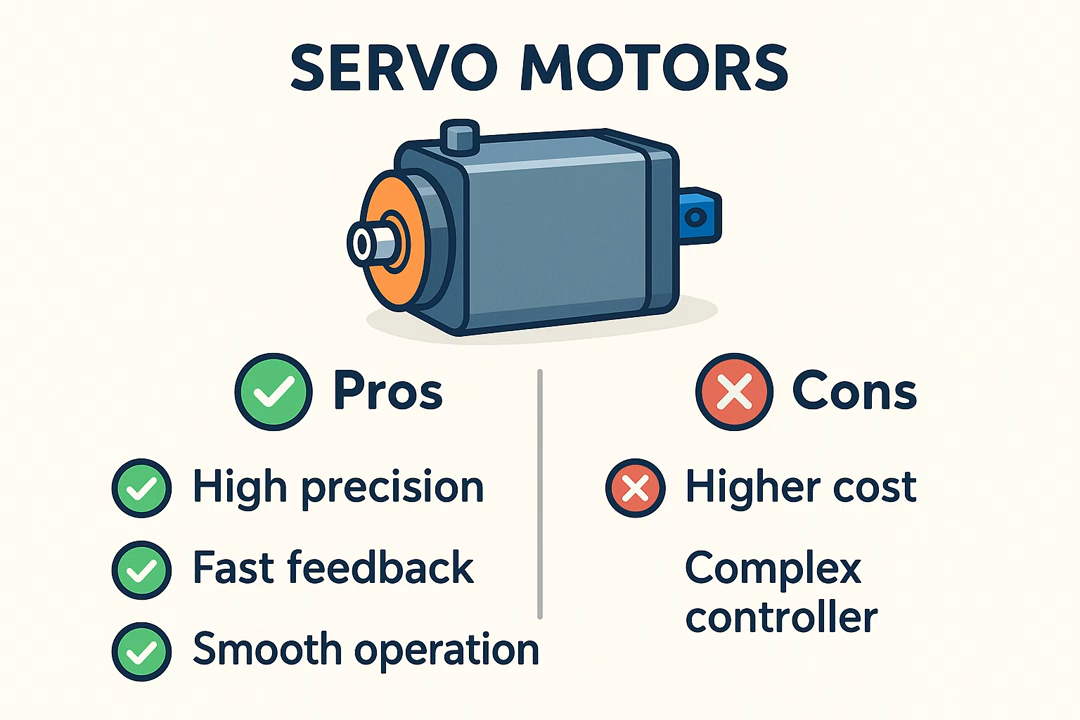 SERVO MOTORS
Pros
High precision
Fast feedback
Smooth operation
Cons
Higher cost
Complex
controller